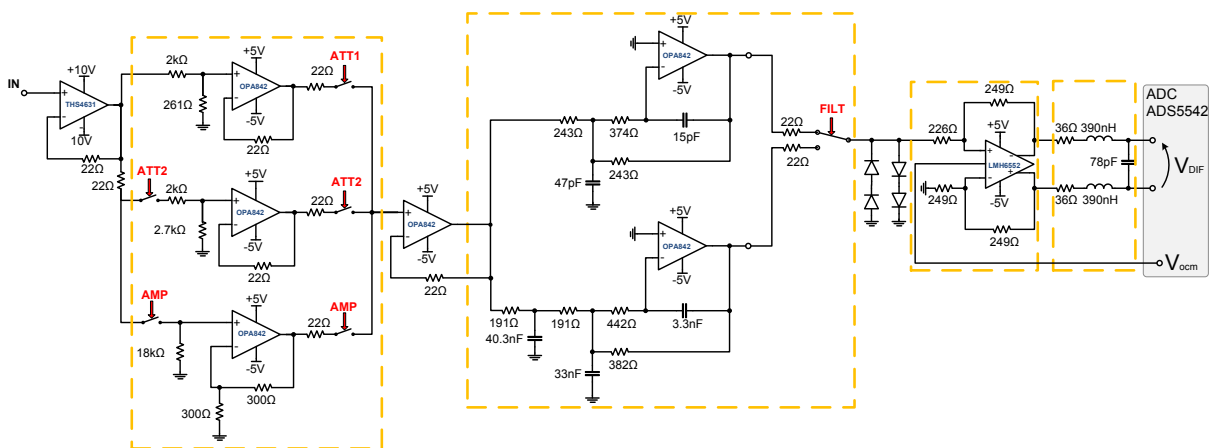 IN
+10V
THS4631
10V
22Ω
22Ω
2kΩ
261Ω
+5V
OPA842
-5V
22Ω
22Ω
ATT1
ATT2
2kΩ
2.7kΩ
+5V
OPA842
-5V
22Ω
22Ω
ATT2
AMP
18kΩ
+5V
OPA842
-5V
300Ω
300Ω
22Ω
AMP
+5V
OPA842
-5V
22Ω
243Ω
47pF
374Ω
243Ω
15pF
+5V
OPA842
-5V
191Ω
40.3nF
191Ω
33nF
442Ω
382Ω
3.3nF
+5V
OPA842
-5V
22Ω
22Ω
FILT
226Ω
249Ω
249Ω
+5V
LMH6552
-5V
249Ω
36Ω
390nH
36Ω
390nH
78pF
ADC
ADS5542
VDIF
Vocm